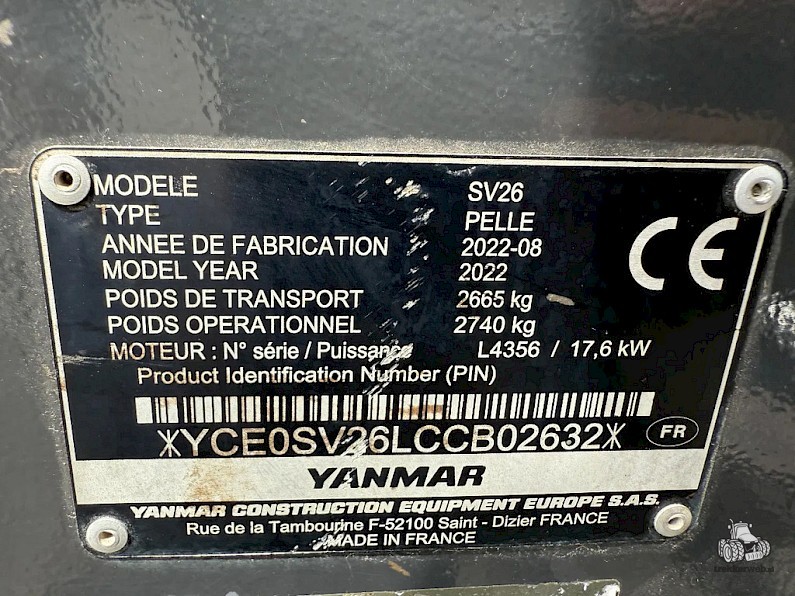 MODELE SV26
TYPE PELLE
ANNEE DE FABRICATION 2022-08
MODEL YEAR 2022
POIDS DE TRANSPORT 2665 kg
POIDS OPERATIONNEL 2740 kg
MOTEUR : N° série / Puissance L4356 / 17,6 kW
Product Identification Number (PIN)
*YCE0SV26LCCB02632*
FR
CE
YANMAR
YANMAR CONSTRUCTION EQUIPMENT EUROPE S.A.S.
Rue de la Tambourine F-52100 Saint - Dizier FRANCE
MADE IN FRANCE